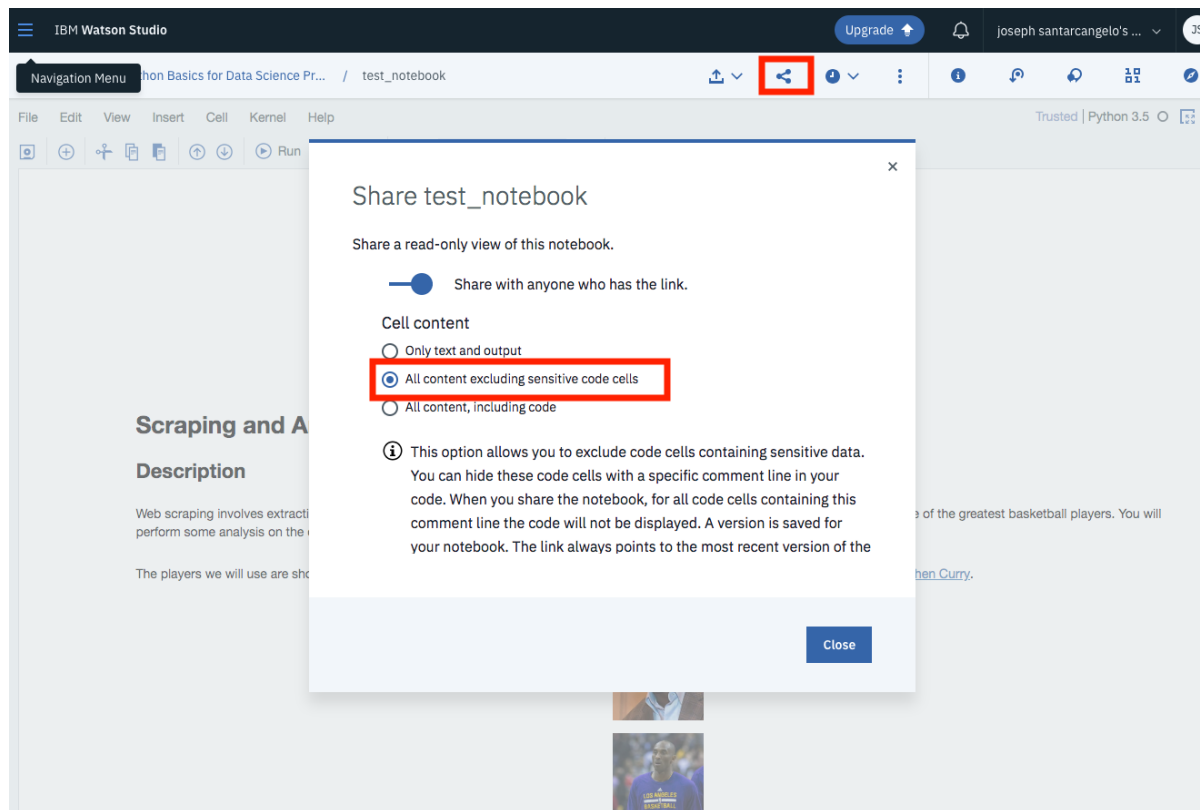 IBM Watson Studio
Upgrade
joseph santarcangelo's ...
JS
Navigation Menu
thon Basics for Data Science Pr... / test_notebook
File Edit View Insert Cell Kernel Help
Trusted | Python 3.5
Run
Share test_notebook
Share a read-only view of this notebook.
Share with anyone who has the link.
Cell content
Only text and output
All content excluding sensitive code cells
All content, including code
This option allows you to exclude code cells containing sensitive data.
You can hide these code cells with a specific comment line in your
code. When you share the notebook, for all code cells containing this
comment line the code will not be displayed. A version is saved for
your notebook. The link always points to the most recent version of the
Close
Scraping and A
Description
Web scraping involves extracti
e of the greatest basketball players. You will
perform some analysis on the
The players we will use are sho
hen Curry.
LOS ANGELES
BASKETBALL